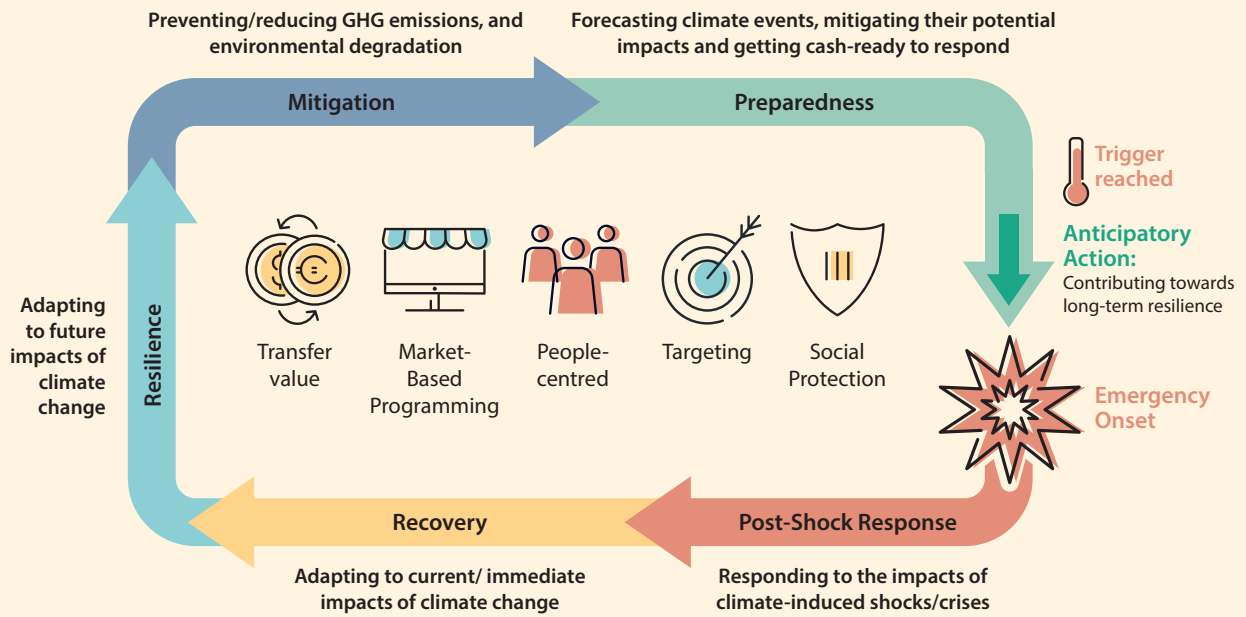 Preventing/reducing GHG emissions, and
environmental degradation
Forecasting climate events, mitigating their potential
impacts and getting cash-ready to respond
Mitigation
Preparedness
Trigger
reached
Anticipatory
Action:
Contributing towards
long-term resilience
Emergency
Onset
Adapting
to future
impacts of
climate
change
Resilience
Transfer
value
Market-
Based
Programming
People-
centred
Targeting
Social
Protection
Recovery
Post-Shock Response
Adapting to current/ immediate
impacts of climate change
Responding to the impacts of
climate-induced shocks/crises